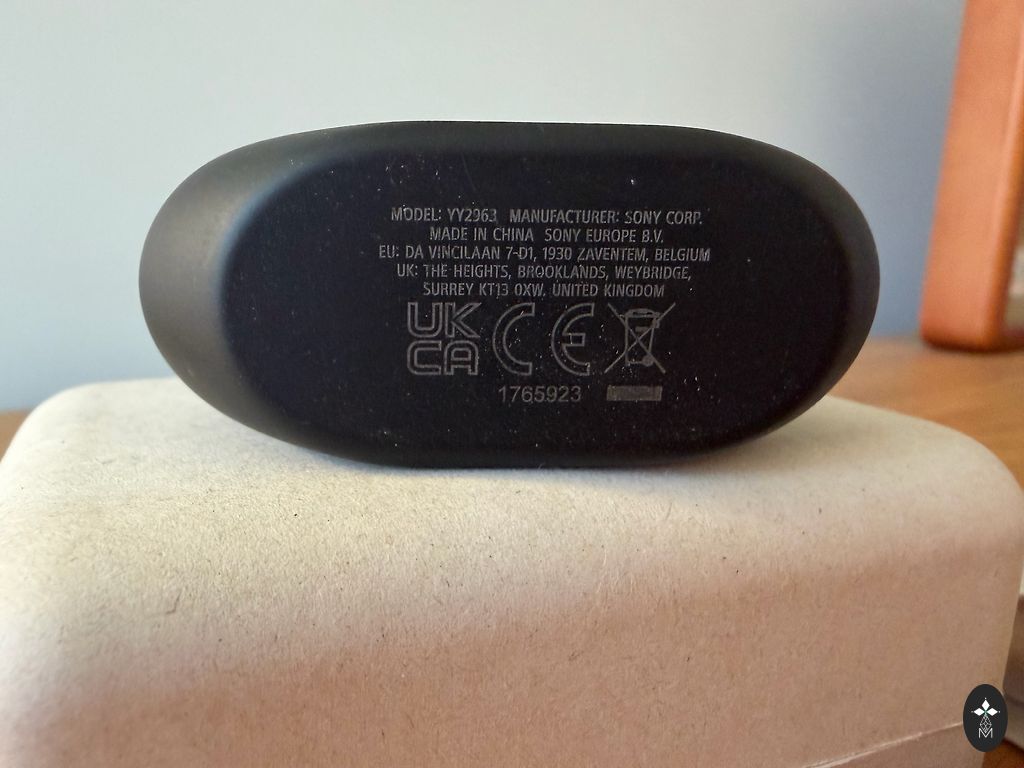 MODEL: YY2963 MANUFACTURER: SONY CORP.
MADE IN CHINA SONY EUROPE B.V.
EU: DA VINCILAAN 7-D1, 1930 ZAVENTEM, BELGIUM
UK: THE HEIGHTS, BROOKLANDS, WEYBRIDGE,
SURREY KT13 0XW, UNITED KINGDOM
UK
CA CE
1765923
M